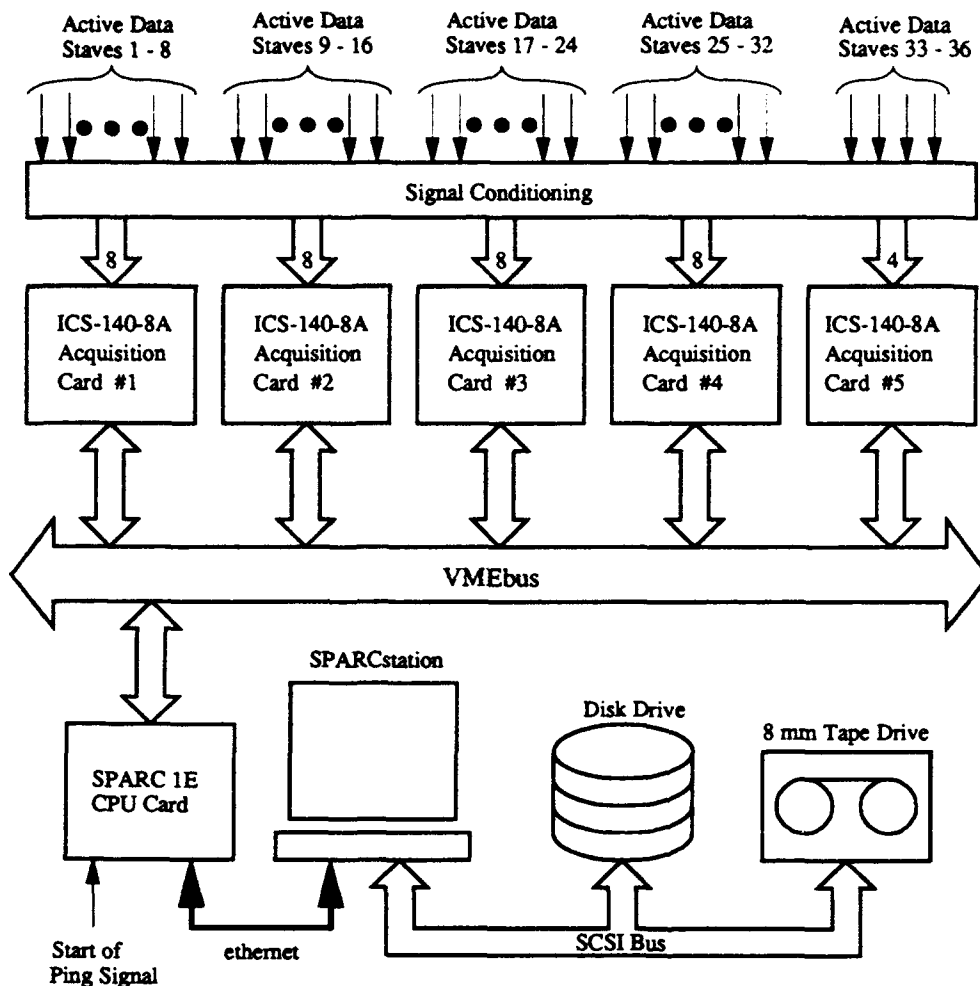 Active Data
Staves 1 - 8
Active Data
Staves 9 - 16
Active Data
Staves 17 - 24
Active Data
Staves 25 - 32
Active Data
Staves 33 - 36
Signal Conditioning
8
8
8
8
4
ICS-140-8A
Acquisition
Card #1
ICS-140-8A
Acquisition
Card #2
ICS-140-8A
Acquisition
Card #3
ICS-140-8A
Acquisition
Card #4
ICS-140-8A
Acquisition
Card #5
VMEbus
SPARCstation
Disk Drive
8 mm Tape Drive
SPARC 1E
CPU Card
Start of
Ping Signal
ethernet
SCSI Bus